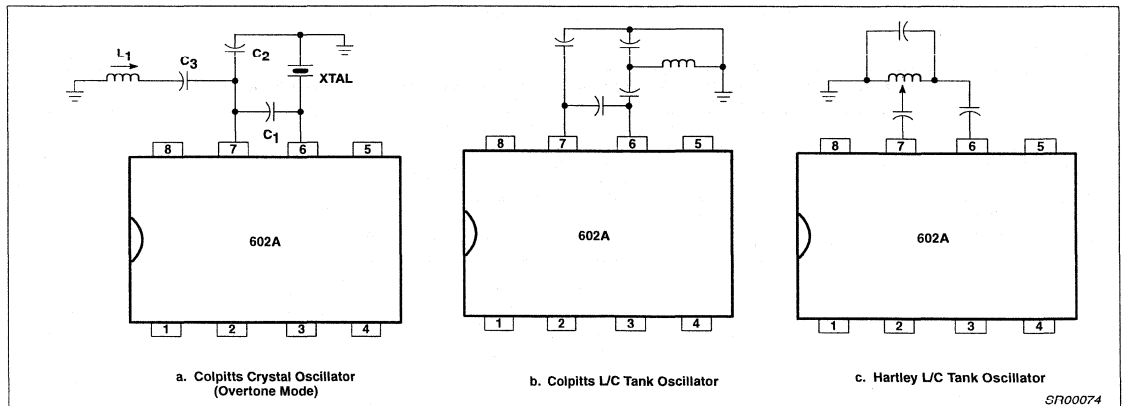 L1
C3
C2
XTAL
C1
8 7 6 5
602A
1 2 3 4
a. Colpitts Crystal Oscillator
(Overtone Mode)
8 7 6 5
602A
1 2 3 4
b. Colpitts L/C Tank Oscillator
8 7 6 5
602A
1 2 3 4
c. Hartley L/C Tank Oscillator
SR00074